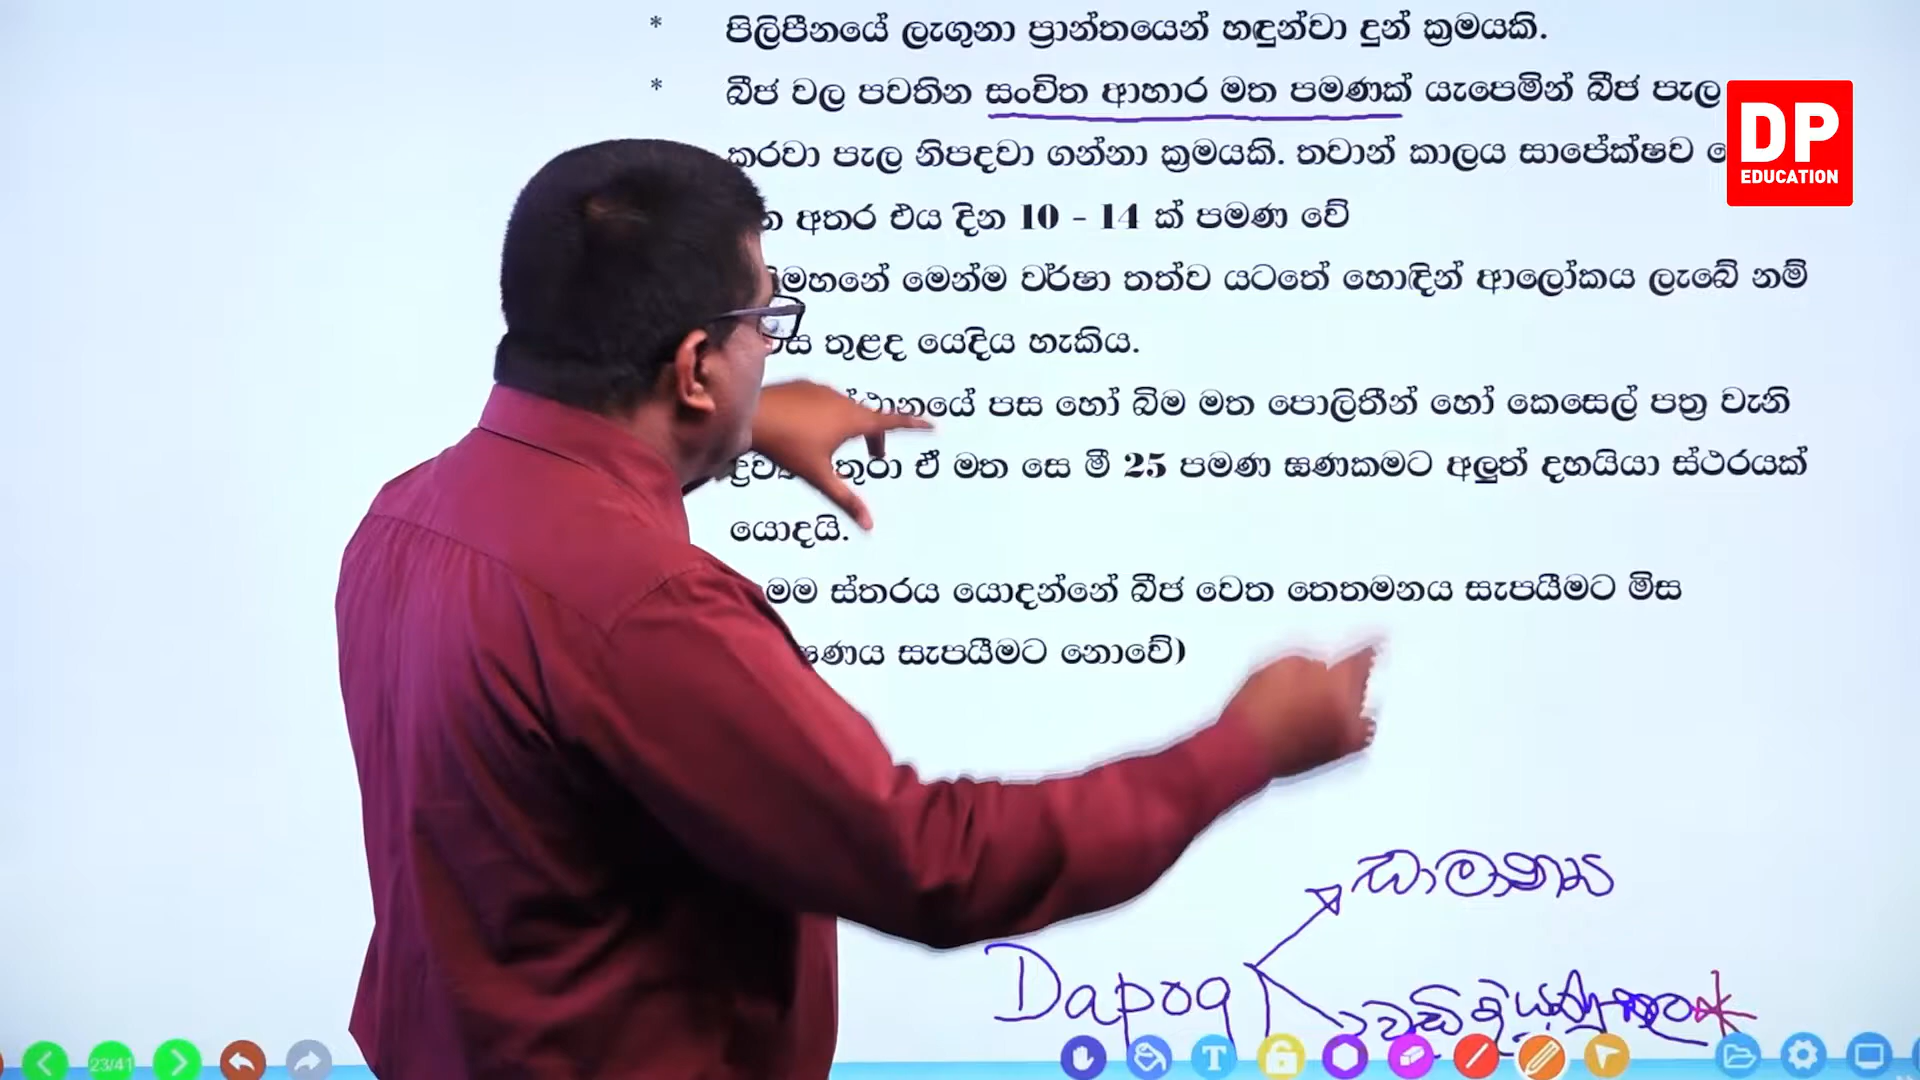 * පිලිපීනයේ ලැගුනා ප්‍රාන්තයෙන් හඳුන්වා දුන් ක්‍රමයකි.
* බීජ වල පවතින සංචිත ආහාර මත පමණක් යැපෙමින් බීජ පැල
කරවා පැල නිපදවා ගන්නා ක්‍රමයකි. තවාන් කාලය සාපේක්ෂව
අතර එය දින 10 - 14 ක් පමණ වේ
මෙන්ම වර්ෂා තත්ව යටතේ හොඳින් ආලෝකය ලැබේ නම්
තුළද යෙදිය හැකිය.
පස හෝ බිම මත පොලිතීන් හෝ කෙසෙල් පත්‍ර වැනි
ඒ මත සෙ මී 25 පමණ ඝණකමට අලුත් දහයියා ස්ථරයක්
යොදයි.
ස්තරය යොදන්නේ බීජ වෙත තෙතමනය සැපයීමට මිස
සැපයීමට නොවේ)
DP
EDUCATION
සාමාන්‍ය
Dapog
23/41